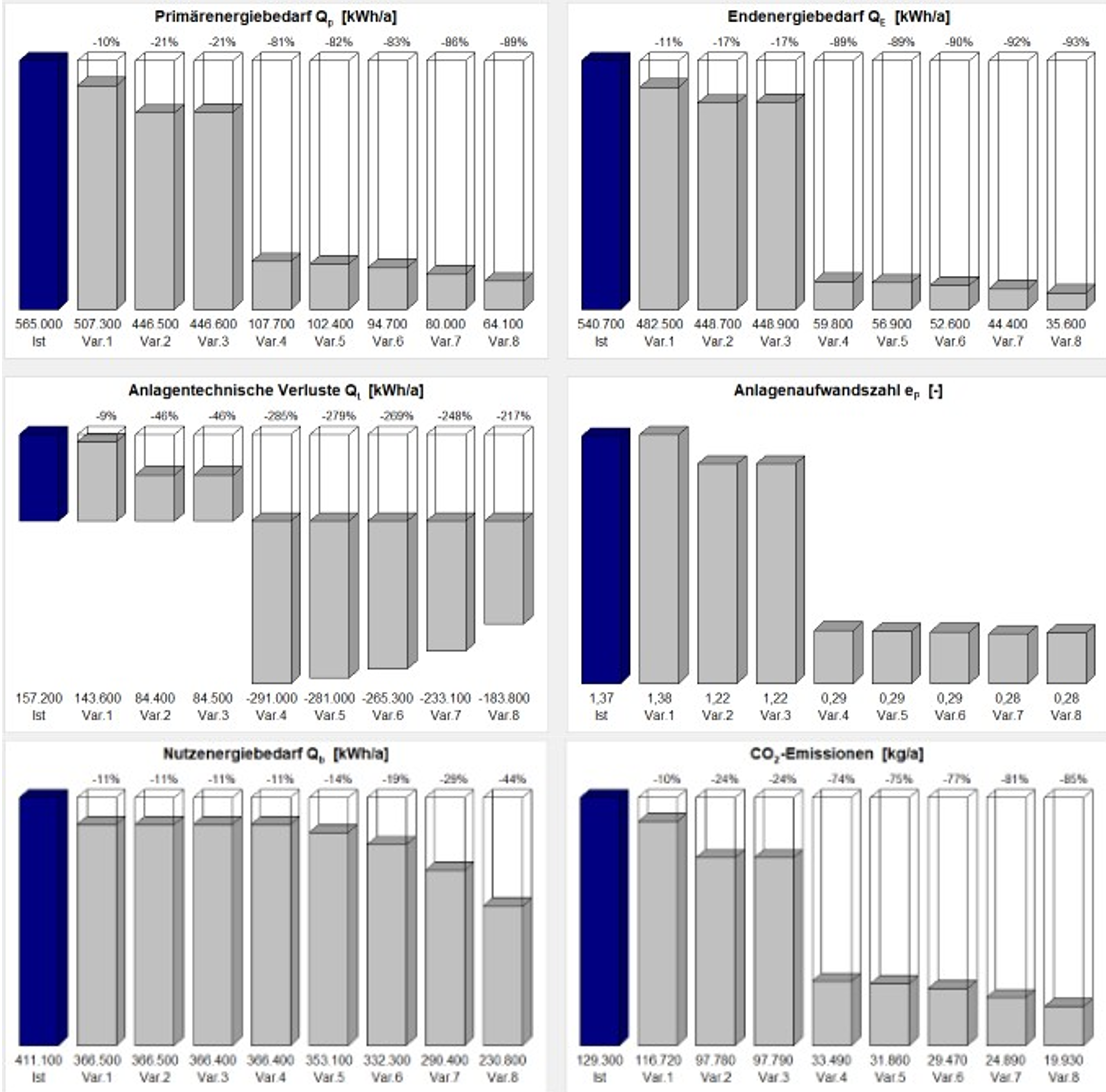 Primärenergiebedarf Qp [kWh/a]
-10% -21% -21% -81% -82% -83% -86% -89%
565.000 507.300 446.500 446.600 107.700 102.400 94.700 80.000 64.100
Ist Var.1 Var.2 Var.3 Var.4 Var.5 Var.6 Var.7 Var.8
Endenergiebedarf QE [kWh/a]
-11% -17% -17% -89% -89% -90% -92% -93%
540.700 482.500 448.700 448.900 59.800 56.900 52.600 44.400 35.600
Ist Var.1 Var.2 Var.3 Var.4 Var.5 Var.6 Var.7 Var.8
Anlagentechnische Verluste Qt [kWh/a]
-9% -46% -46% -285% -279% -269% -248% -217%
157.200 143.600 84.400 84.500 -291.000 -281.000 -265.300 -233.100 -183.800
Ist Var.1 Var.2 Var.3 Var.4 Var.5 Var.6 Var.7 Var.8
Anlagenaufwandszahl eP [-]
1,37 1,38 1,22 1,22 0,29 0,29 0,29 0,28 0,28
Ist Var.1 Var.2 Var.3 Var.4 Var.5 Var.6 Var.7 Var.8
Nutzenergiebedarf Qb [kWh/a]
-11% -11% -11% -11% -14% -19% -29% -44%
411.100 366.500 366.500 366.400 366.400 353.100 332.300 290.400 230.800
Ist Var.1 Var.2 Var.3 Var.4 Var.5 Var.6 Var.7 Var.8
CO₂-Emissionen [kg/a]
-10% -24% -24% -74% -75% -77% -81% -85%
129.300 116.720 97.780 97.790 33.490 31.860 29.470 24.890 19.930
Ist Var.1 Var.2 Var.3 Var.4 Var.5 Var.6 Var.7 Var.8